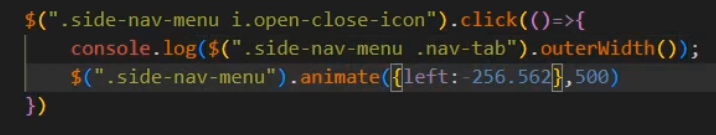 $(".side-nav-menu i.open-close-icon").click(()=>{
console.log($(".side-nav-menu .nav-tab").outerWidth());
$(".side-nav-menu").animate({left:-256.562},500)
})